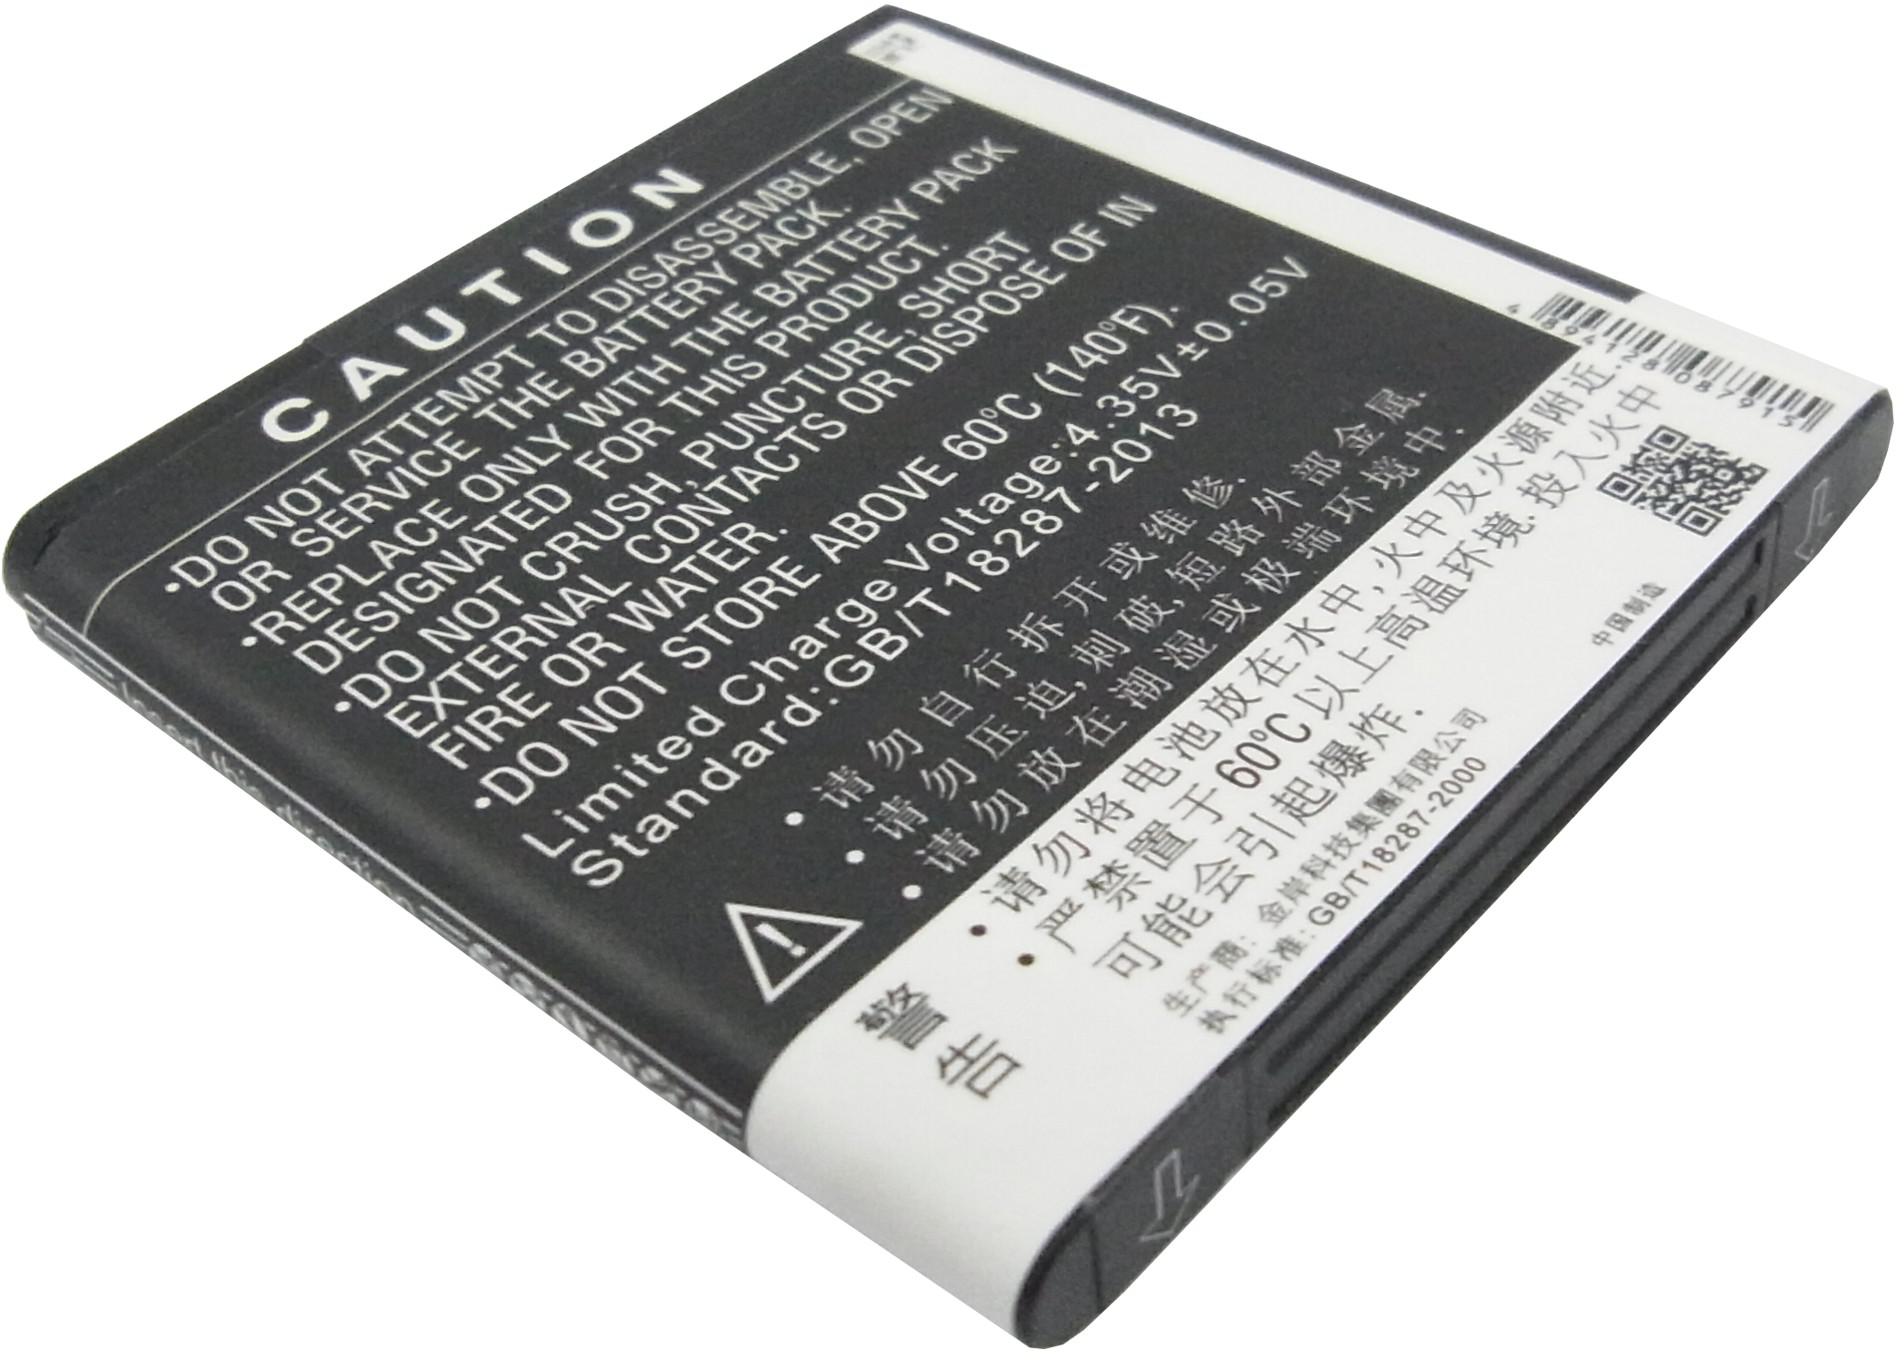 CAUTION
·DO NOT ATTEMPT TO DISASSEMBLE, OPEN
OR SERVICE THE BATTERY PACK.
·REPLACE ONLY WITH THE BATTERY PACK
DESIGNATED FOR THIS PRODUCT.
·DO NOT CRUSH, PUNCTURE, SHORT
EXTERNAL CONTACTS OR DISPOSE OF IN
FIRE OR WATER.
·DO NOT STORE ABOVE 60°C (140°F).
Limited Charge Voltage:4.35V±0.05V
Standard:GB/T18287-2013
·请勿自行拆开或维修.
·请勿压迫,刺破,短路外部金属.
·请勿放在潮湿或极端环境中.
警告
·请勿将电池放在水中,火中及火源附近.
·严禁置于60°C以上高温环境.投入火中
可能会引起爆炸.
生产商:金岸科技集團有限公司
执行标准:GB/T18287-2000
中国制造
4 894128 087915